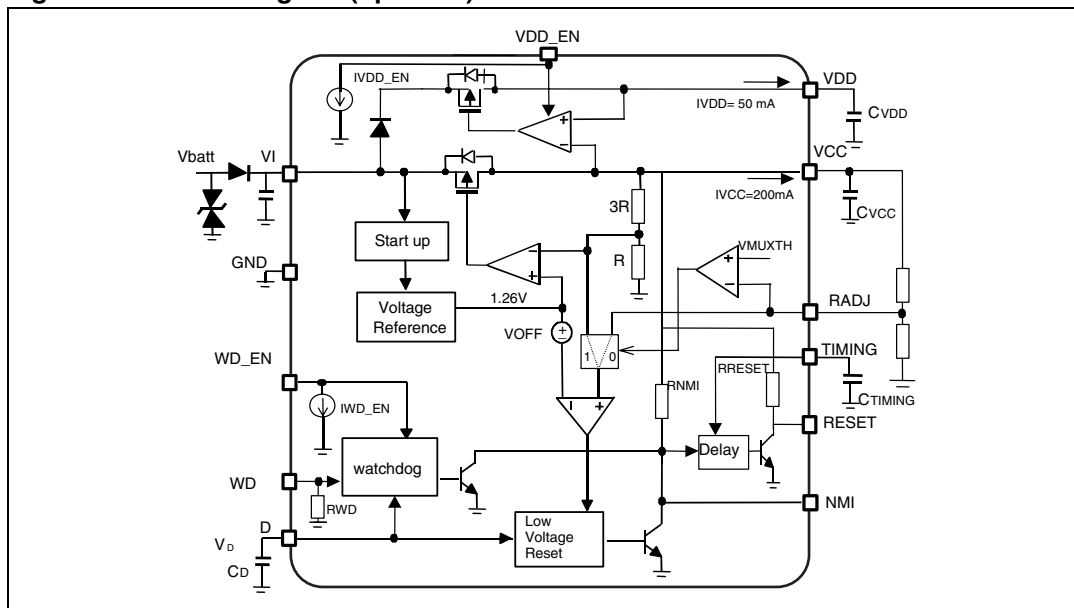 VDD_EN
IVDD_EN
VDD
IVDD= 50 mA
CVDD
+
−
Vbatt
VI
VCC
IVCC=200mA
CVCC
3R
Start up
−
+
R
VMUXTH
+
−
GND
1.26V
Voltage
Reference
VOFF
+
−
RADJ
1 0
TIMING
WD_EN
RRESET
RNMI
CTIMING
IWD_EN
− +
RESET
watchdog
Delay
WD
RWD
NMI
D
Low
Voltage
Reset
VD
CD